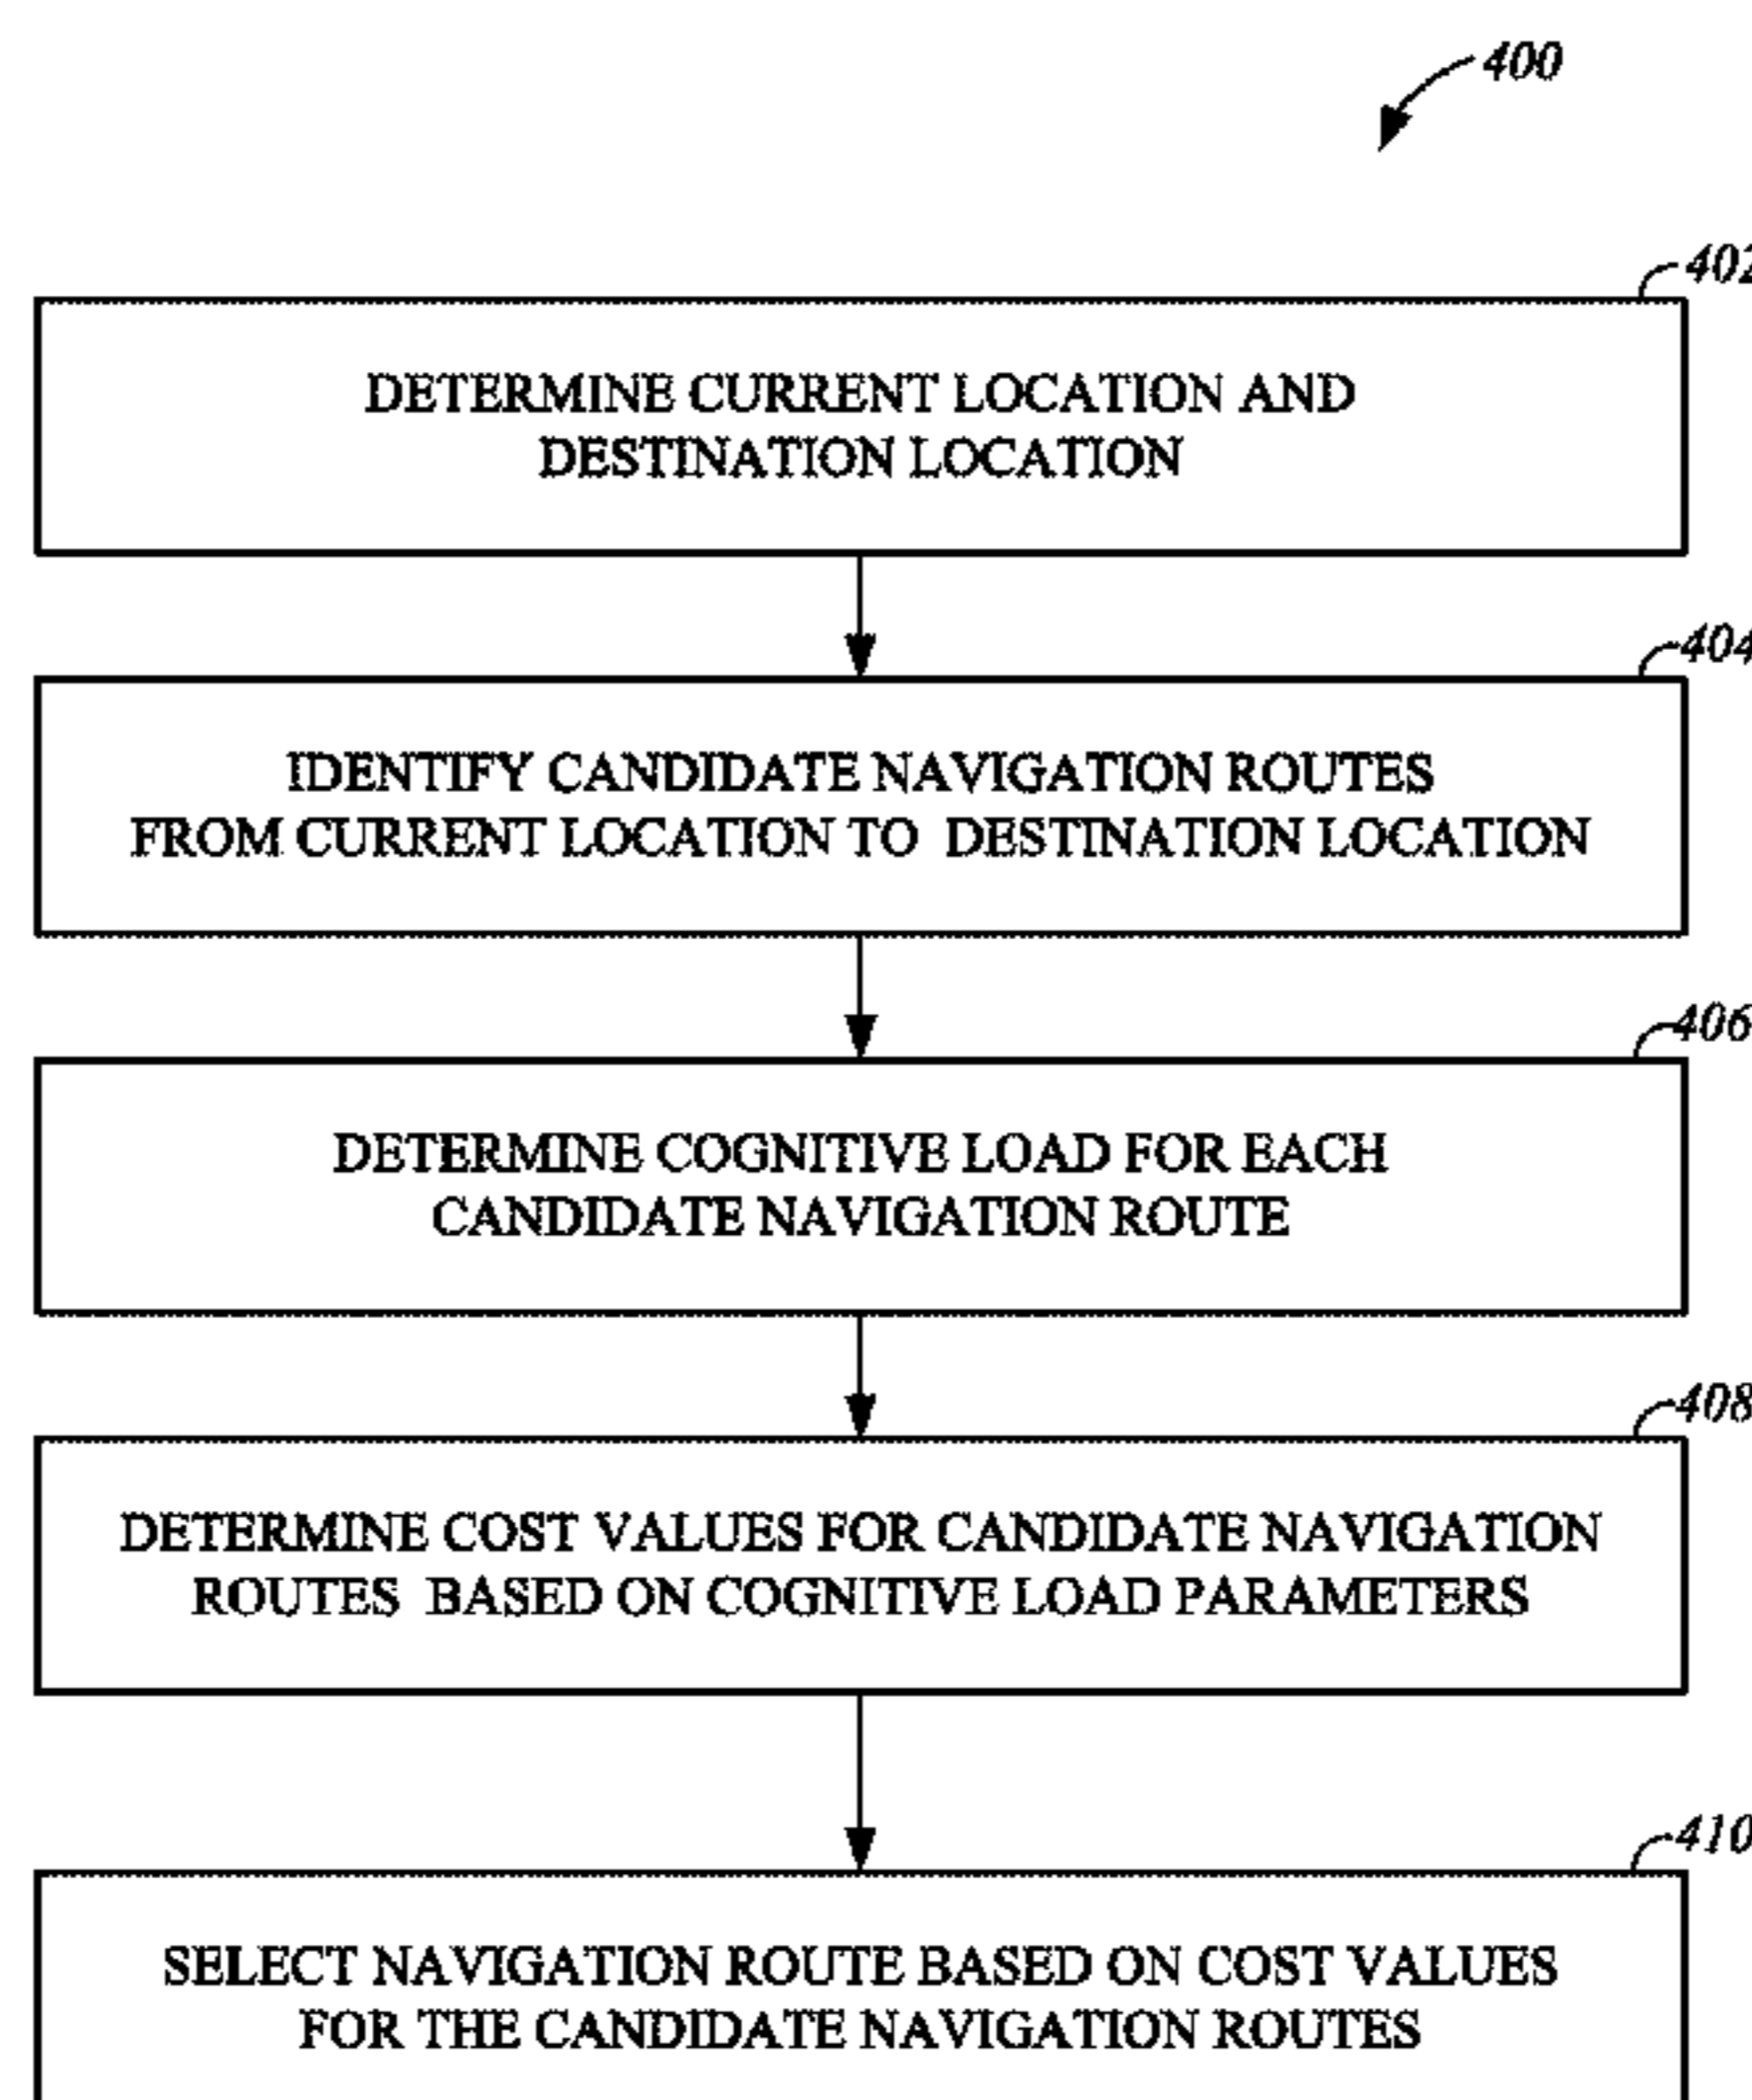 400
402
DETERMINE CURRENT LOCATION AND
DESTINATION LOCATION
404
IDENTIFY CANDIDATE NAVIGATION ROUTES
FROM CURRENT LOCATION TO DESTINATION LOCATION
406
DETERMINE COGNITIVE LOAD FOR EACH
CANDIDATE NAVIGATION ROUTE
408
DETERMINE COST VALUES FOR CANDIDATE NAVIGATION
ROUTES BASED ON COGNITIVE LOAD PARAMETERS
410
SELECT NAVIGATION ROUTE BASED ON COST VALUES
FOR THE CANDIDATE NAVIGATION ROUTES